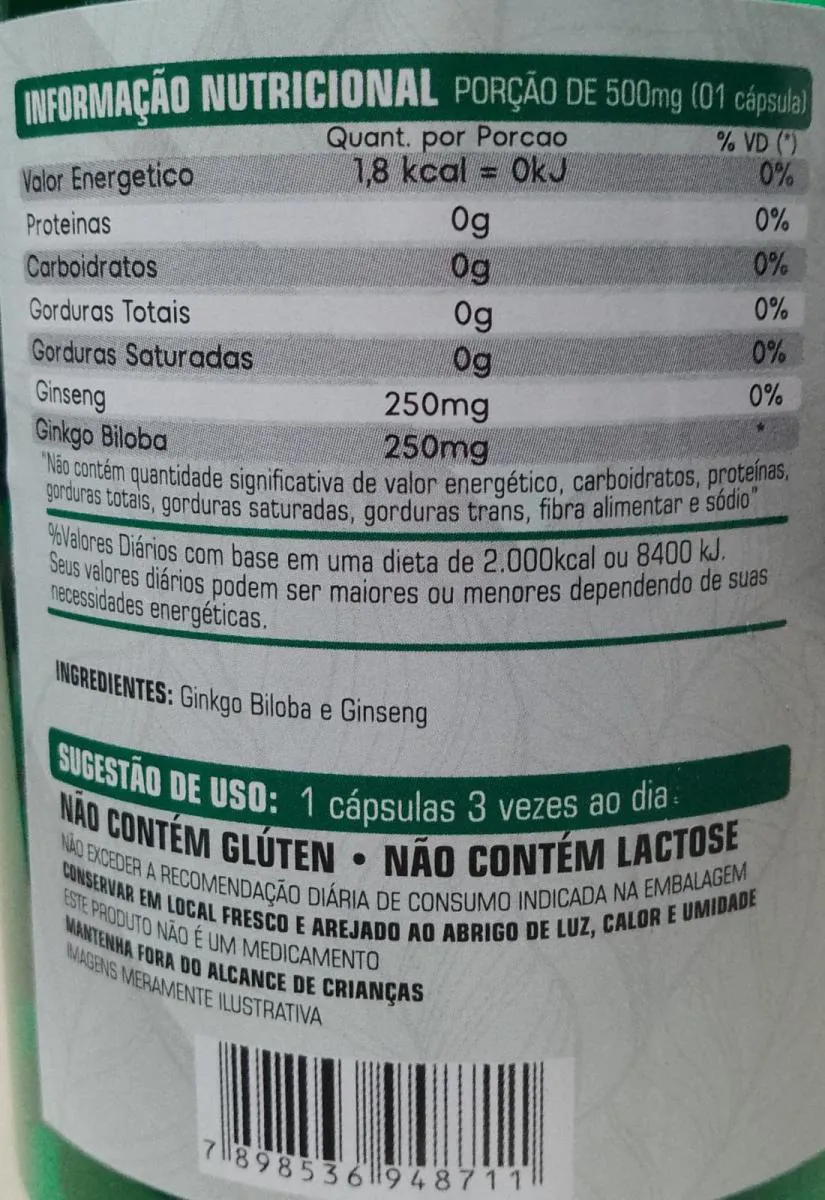 INFORMAÇÃO NUTRICIONAL PORÇÃO DE 500mg (01 cápsula)
Quant. por Porcao % VD (*)
Valor Energetico 1,8 kcal = 0kJ 0%
Proteinas 0g 0%
Carboidratos 0g 0%
Gorduras Totais 0g 0%
Gorduras Saturadas 0g 0%
Ginseng 250mg 0%
Ginkgo Biloba 250mg *
"Não contém quantidade significativa de valor energético, carboidratos, proteínas,
gorduras totais, gorduras saturadas, gorduras trans, fibra alimentar e sódio"
%Valores Diários com base em uma dieta de 2.000kcal ou 8400 kJ.
Seus valores diários podem ser maiores ou menores dependendo de suas
necessidades energéticas.
INGREDIENTES: Ginkgo Biloba e Ginseng
SUGESTÃO DE USO: 1 cápsulas 3 vezes ao dia.
NÃO CONTÉM GLÚTEN • NÃO CONTÉM LACTOSE
NÃO EXCEDER A RECOMENDAÇÃO DIÁRIA DE CONSUMO INDICADA NA EMBALAGEM
CONSERVAR EM LOCAL FRESCO E AREJADO AO ABRIGO DE LUZ, CALOR E UMIDADE
ESTE PRODUTO NÃO É UM MEDICAMENTO
MANTENHA FORA DO ALCANCE DE CRIANÇAS
IMAGENS MERAMENTE ILUSTRATIVA
7 898536 948711